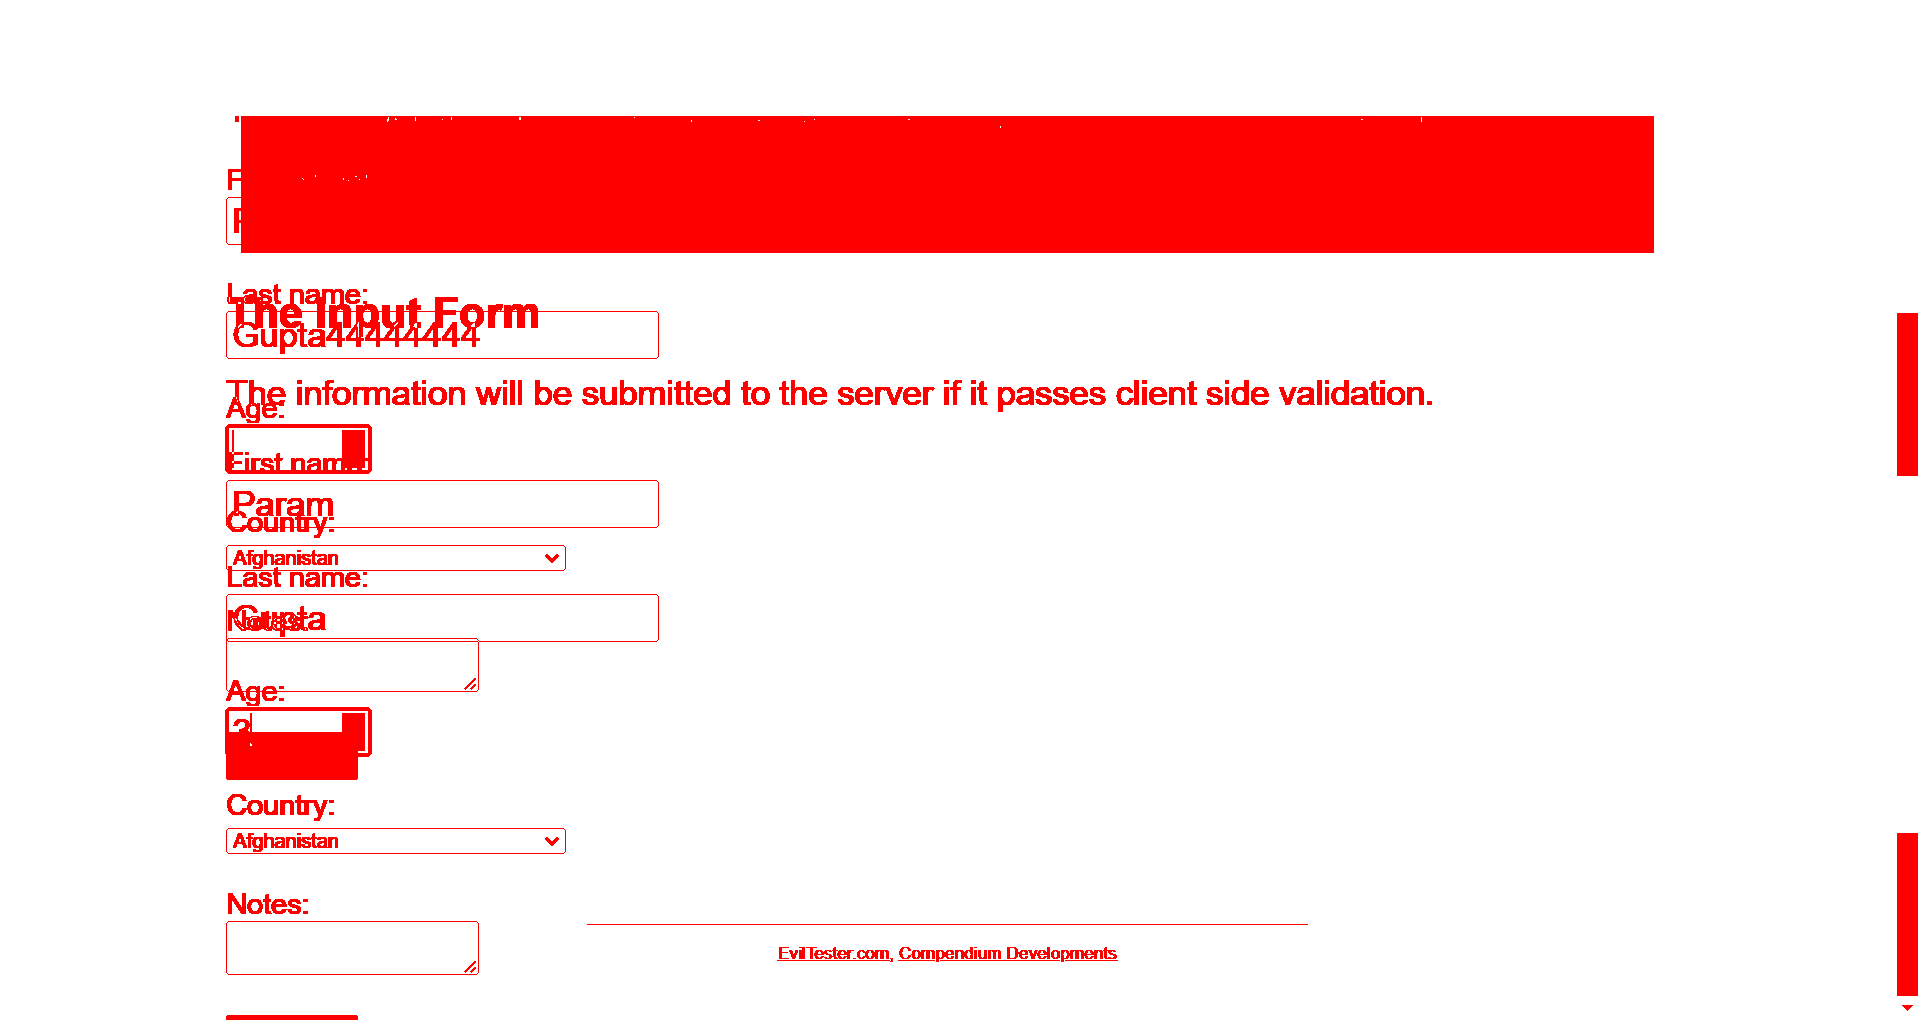 Last name:
The Input Form
Gupta44444444
The information will be submitted to the server if it passes client side validation.
Age:
First name:
Param
Country:
Afghanistan
Last name:
Gupta
Notes:
Age:
3
Country:
Afghanistan
Notes:
EvilTester.com, Compendium Developments